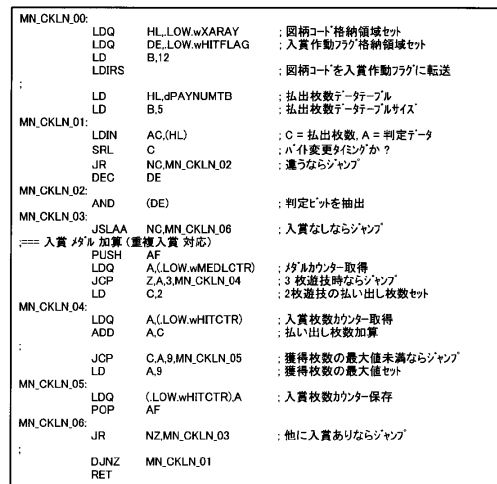 MN_CKLN_00:
LDQ HL,.LOW.wXARAY ; 図柄コード格納領域セット
LDQ DE,.LOW.wHITFLAG ; 入賞作動フラグ格納領域セット
LD B,12
LDIRS ; 図柄コードを入賞作動フラグに転送
;
LD HL,dPAYNUMTB ; 払出枚数データテーブル
LD B,5 ; 払出枚数データテーブルサイズ
MN_CKLN_01:
LDIN AC,(HL) ; C = 払出枚数, A = 判定データ
SRL C ; バイト変更タイミングか ?
JR NC,MN_CKLN_02 ; 違うならジャンプ
DEC DE
MN_CKLN_02:
AND (DE) ; 判定ビットを抽出
MN_CKLN_03:
JSLAA NC,MN_CKLN_06 ; 入賞なしならジャンプ
;=== 入賞 メダル 加算 (重複入賞 対応)
PUSH AF
LDQ A,(.LOW.wMEDLCTR) ; メダルカウンター取得
JCP Z,A,3,MN_CKLN_04 ; 3 枚遊技時ならジャンプ
LD C,2 ; 2枚遊技の払い出し枚数セット
MN_CKLN_04:
LDQ A,(.LOW.wHITCTR) ; 入賞枚数カウンター取得
ADD A,C ; 払い出し枚数加算
;
JCP C,A,9,MN_CKLN_05 ; 獲得枚数の最大値未満ならジャンプ
LD A,9 ; 獲得枚数の最大値セット
MN_CKLN_05:
LDQ (.LOW.wHITCTR),A ; 入賞枚数カウンター保存
POP AF
MN_CKLN_06:
JR NZ,MN_CKLN_03 ; 他に入賞ありならジャンプ
;
DJNZ MN_CKLN_01
RET